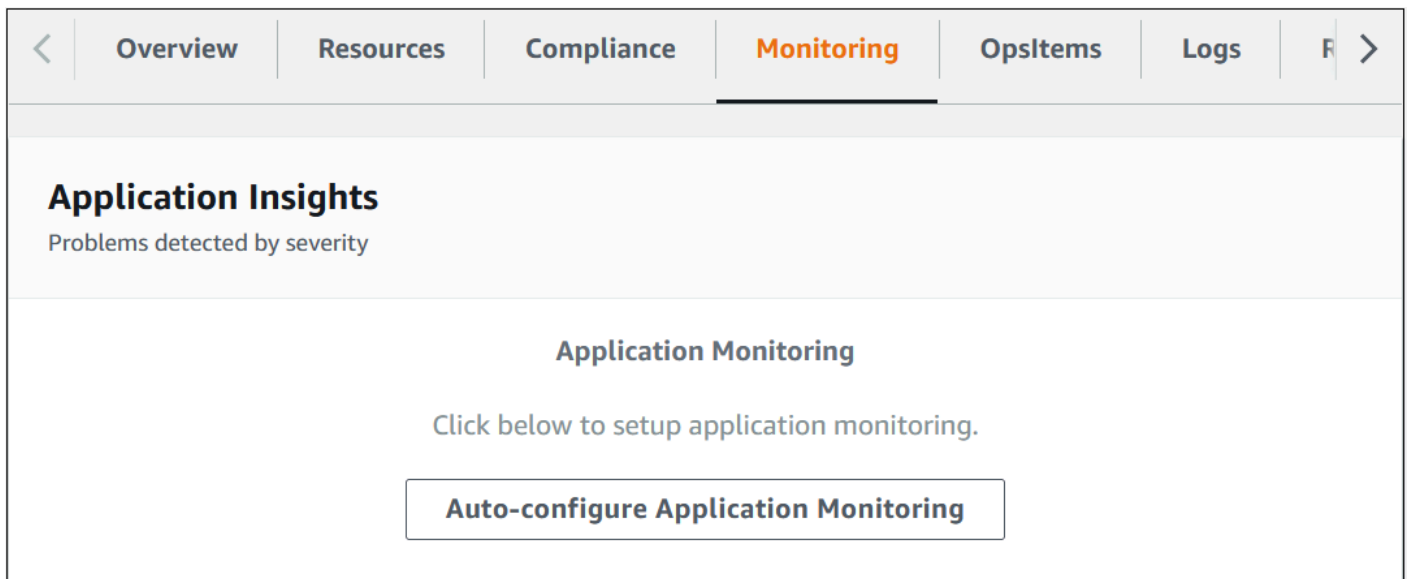 Overview Resources Compliance Monitoring OpsItems Logs
Application Insights
Problems detected by severity
Application Monitoring
Click below to setup application monitoring.
Auto-configure Application Monitoring